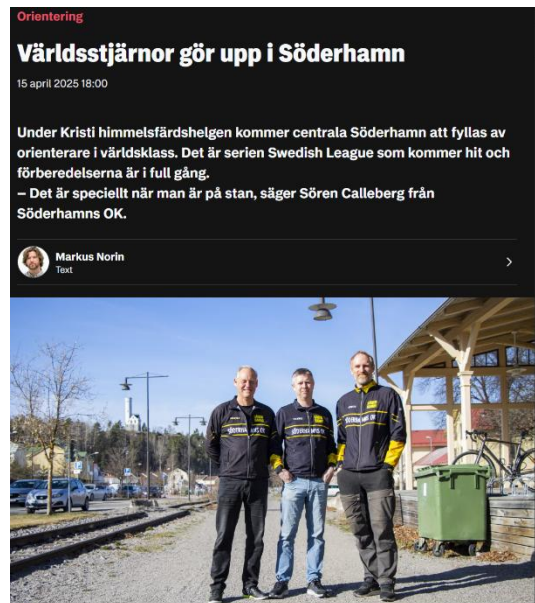 Orientering
Världsstjärnor gör upp i Söderhamn
15 april 2025 18:00
Under Kristi himmelsfärdshelgen kommer centrala Söderhamn att fyllas av
orienterare i världsklass. Det är serien Swedish League som kommer hit och
förberedelserna är i full gång.
– Det är speciellt när man är på stan, säger Sören Calleberg från
Söderhamns OK.
Markus Norin
Text
SÖDERHAMNS OK